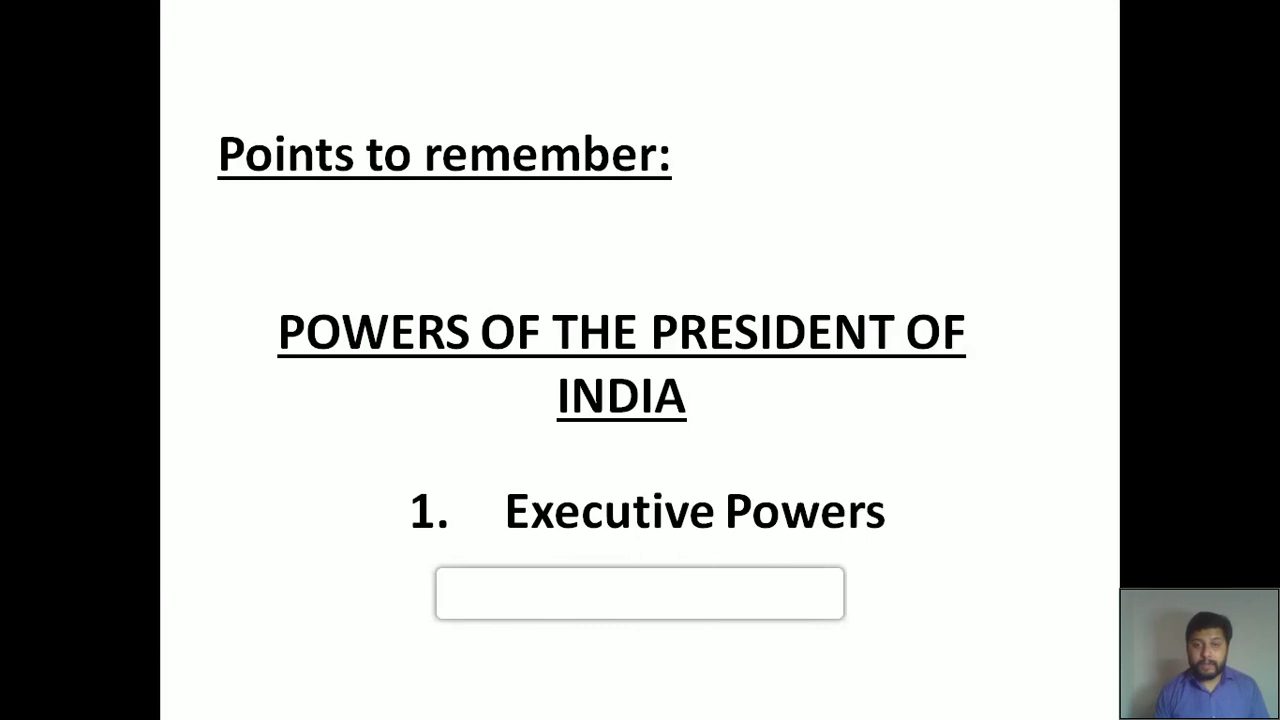 Points to remember:
POWERS OF THE PRESIDENT OF
INDIA
1. Executive Powers